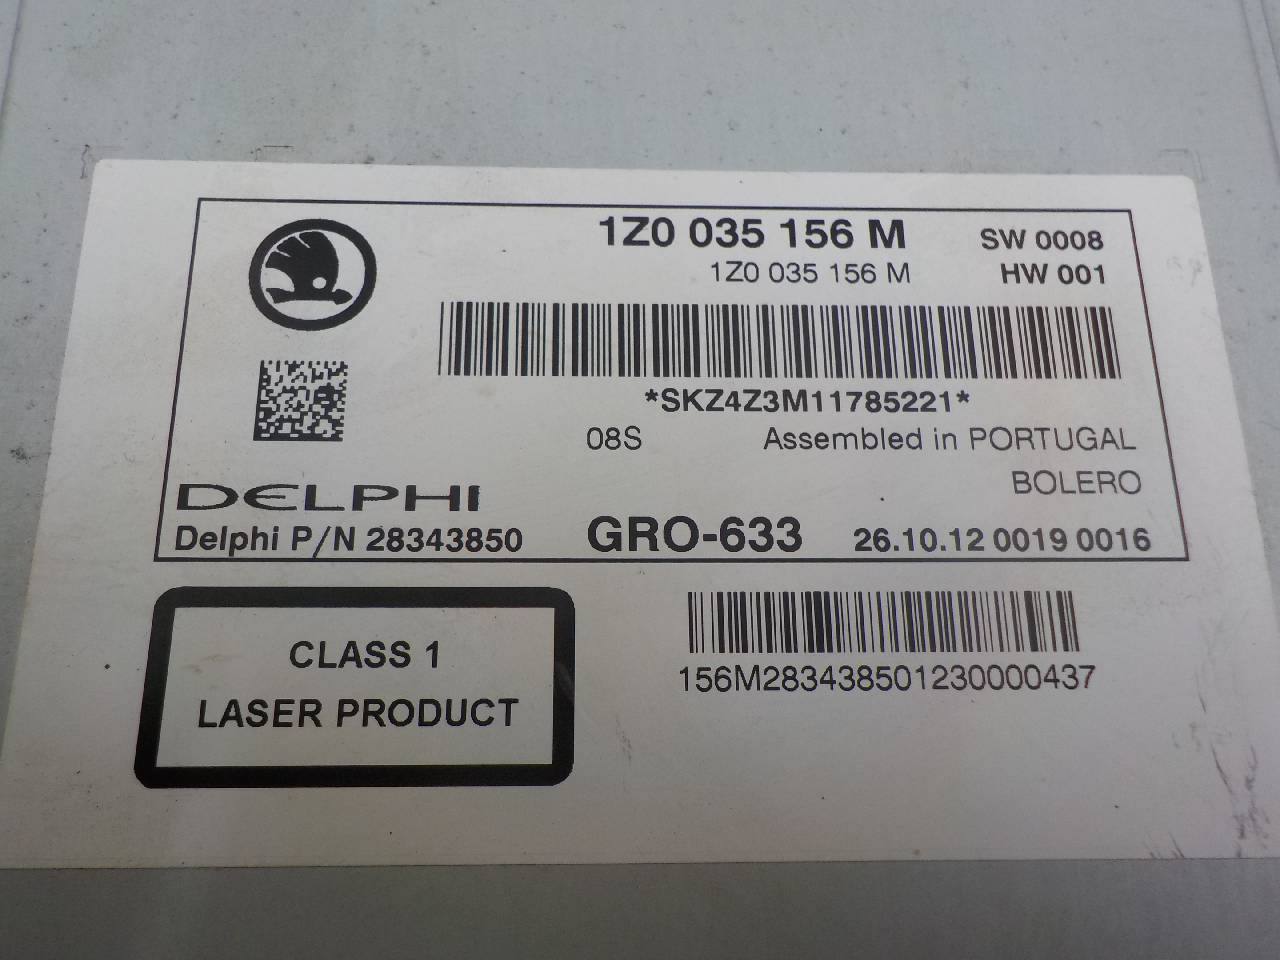 1Z0 035 156 M SW 0008
1Z0 035 156 M HW 001
*SKZ4Z3M11785221*
08S Assembled in PORTUGAL
BOLERO
DELPHI
Delphi P/N 28343850 GRO-633 26.10.12 0019 0016
CLASS 1
LASER PRODUCT
156M283438501230000437